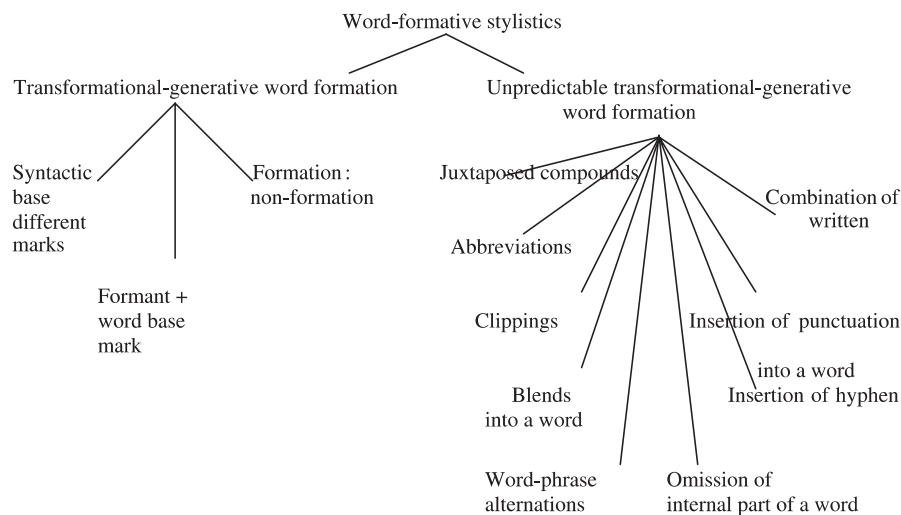 Word-formative stylistics
Transformational-generative word formation
Unpredictable transformational-generative
word formation
Syntactic
base
different
marks
Formation :
non-formation
Formant +
word base
mark
Juxtaposed compounds
Combination of
written
Abbreviations
Clippings
Insertion of punctuation
into a word
Blends
into a word
Insertion of hyphen
Word-phrase
alternations
Omission of
internal part of a word